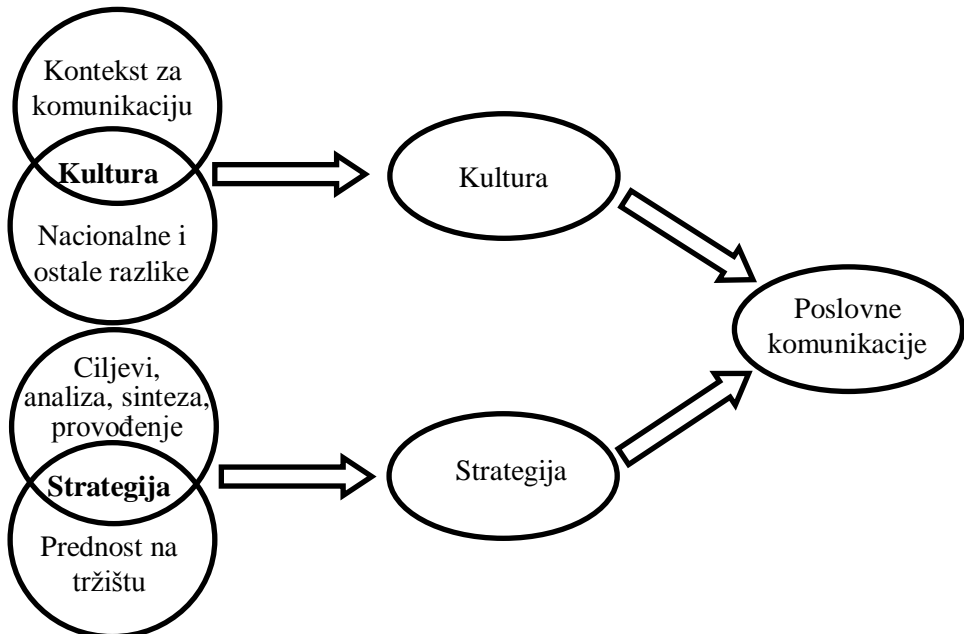 Kontekst za
komunikaciju
Kultura
Nacionalne i
ostale razlike
Ciljevi,
analiza, sinteza,
provođenje
Strategija
Prednost na
tržištu
Kultura
Strategija
Poslovne
komunikacije